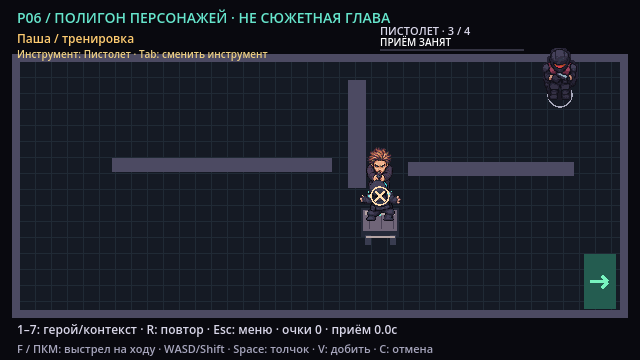 P06 / ПОЛИГОН ПЕРСОНАЖЕЙ · НЕ СЮЖЕТНАЯ ГЛАВА
Паша / тренировка
ПИСТОЛЕТ · 3 / 4
ПРИЁМ ЗАНЯТ
Инструмент: Пистолет · Tab: сменить инструмент
1–7: герой/контекст · R: повтор · Esc: меню · очки 0 · приём 0.0с
F / ПКМ: выстрел на ходу · WASD/Shift · Space: толчок · V: добить · C: отмена